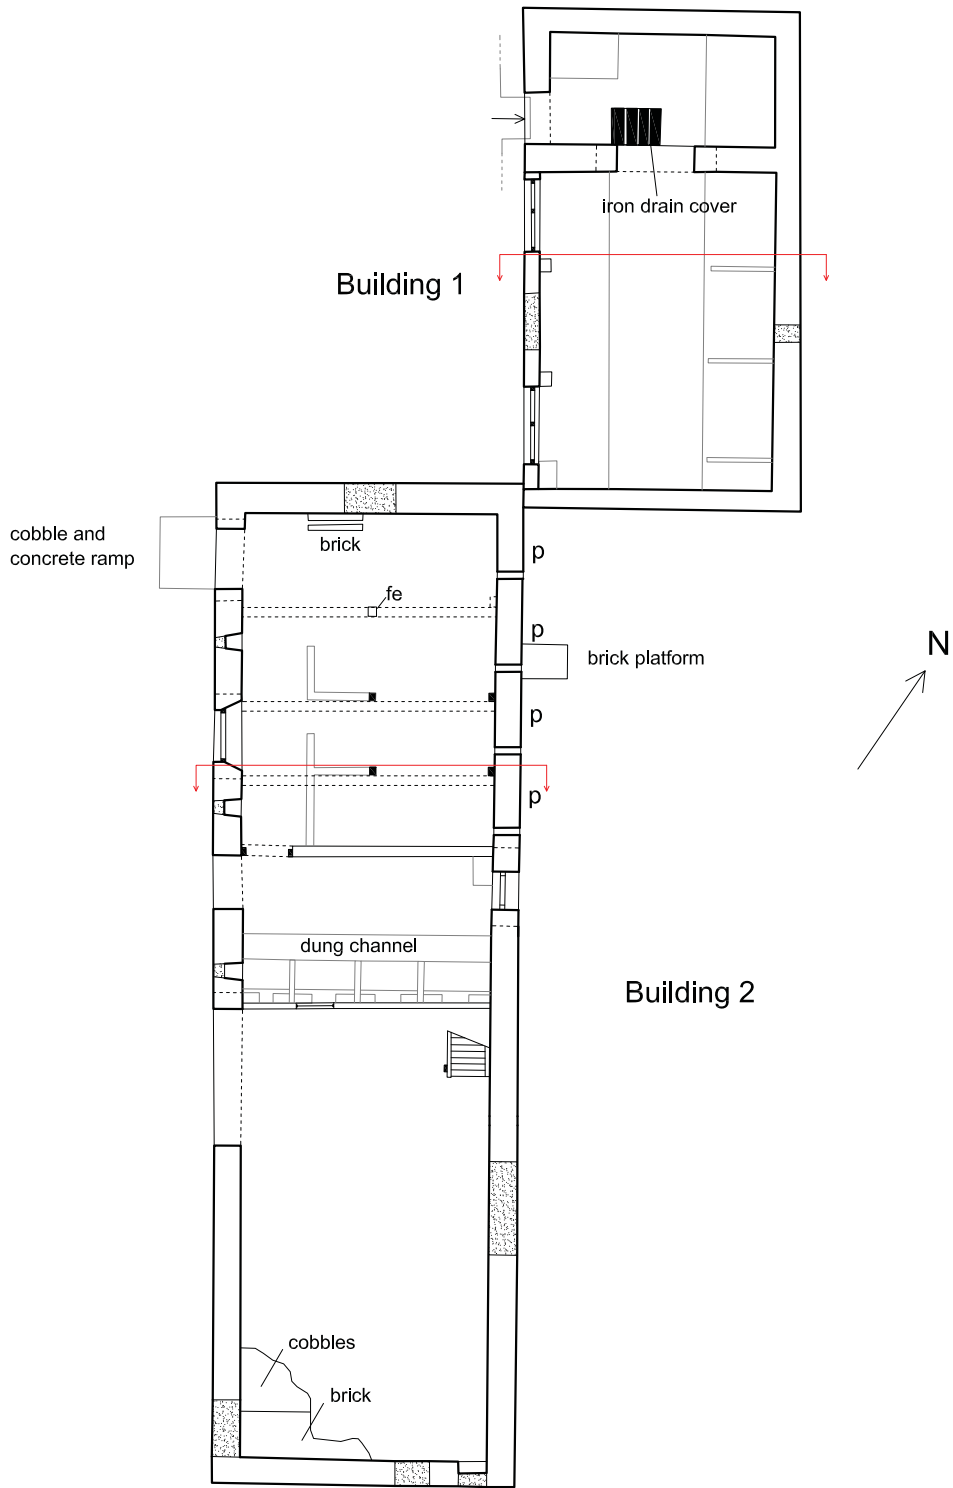 iron drain cover
Building 1
cobble and
concrete ramp
brick
p
fe
p
brick platform
N
p
p
dung channel
Building 2
cobbles
brick